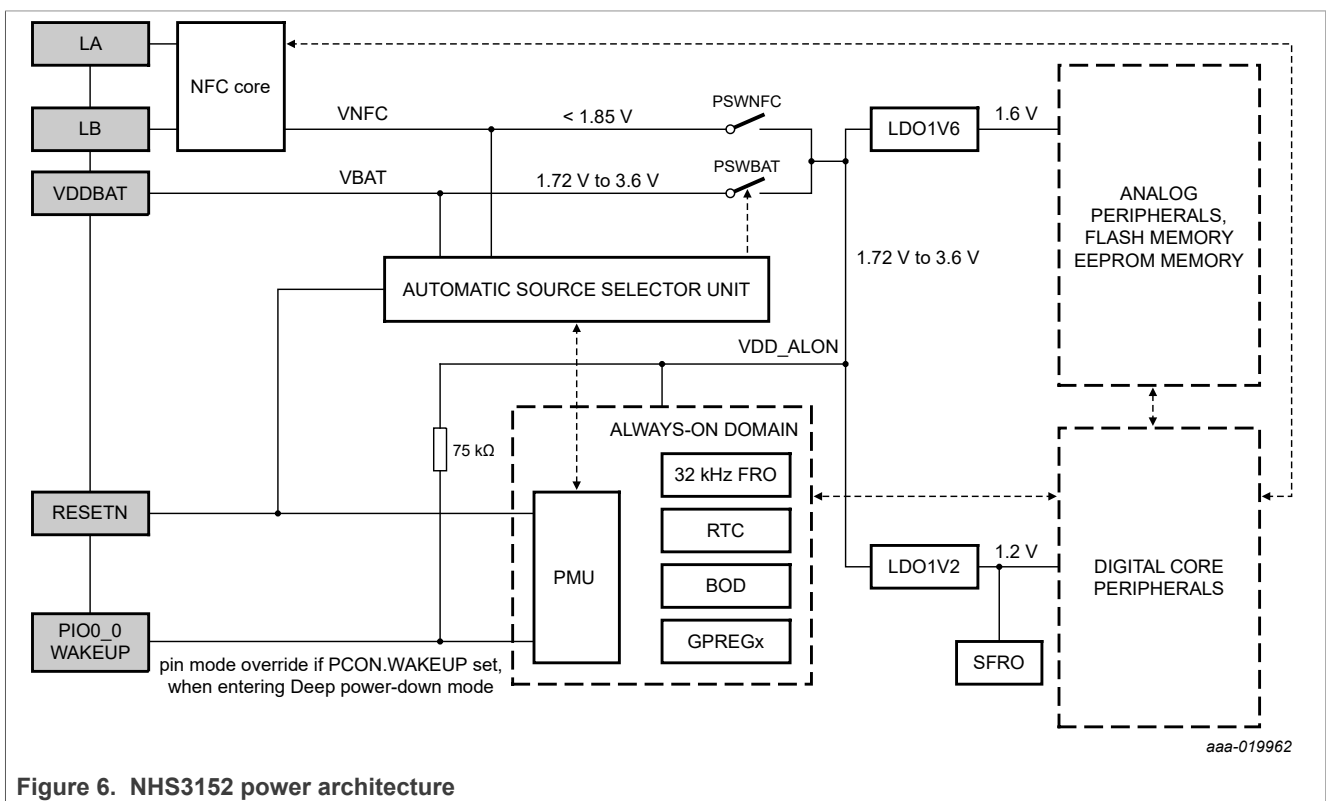 LA
NFC core
LB
VNFC
< 1.85 V
PSWNFC
LDO1V6
1.6 V
VDDBAT
VBAT
1.72 V to 3.6 V
PSWBAT
ANALOG
PERIPHERALS,
FLASH MEMORY
EEPROM MEMORY
1.72 V to 3.6 V
AUTOMATIC SOURCE SELECTOR UNIT
VDD_ALON
75 kΩ
ALWAYS-ON DOMAIN
32 kHz FRO
RTC
BOD
GPREGx
PMU
RESETN
PIO0_0
WAKEUP
pin mode override if PCON.WAKEUP set,
when entering Deep power-down mode
LDO1V2
1.2 V
SFRO
DIGITAL CORE
PERIPHERALS
aaa-019962
Figure 6. NHS3152 power architecture